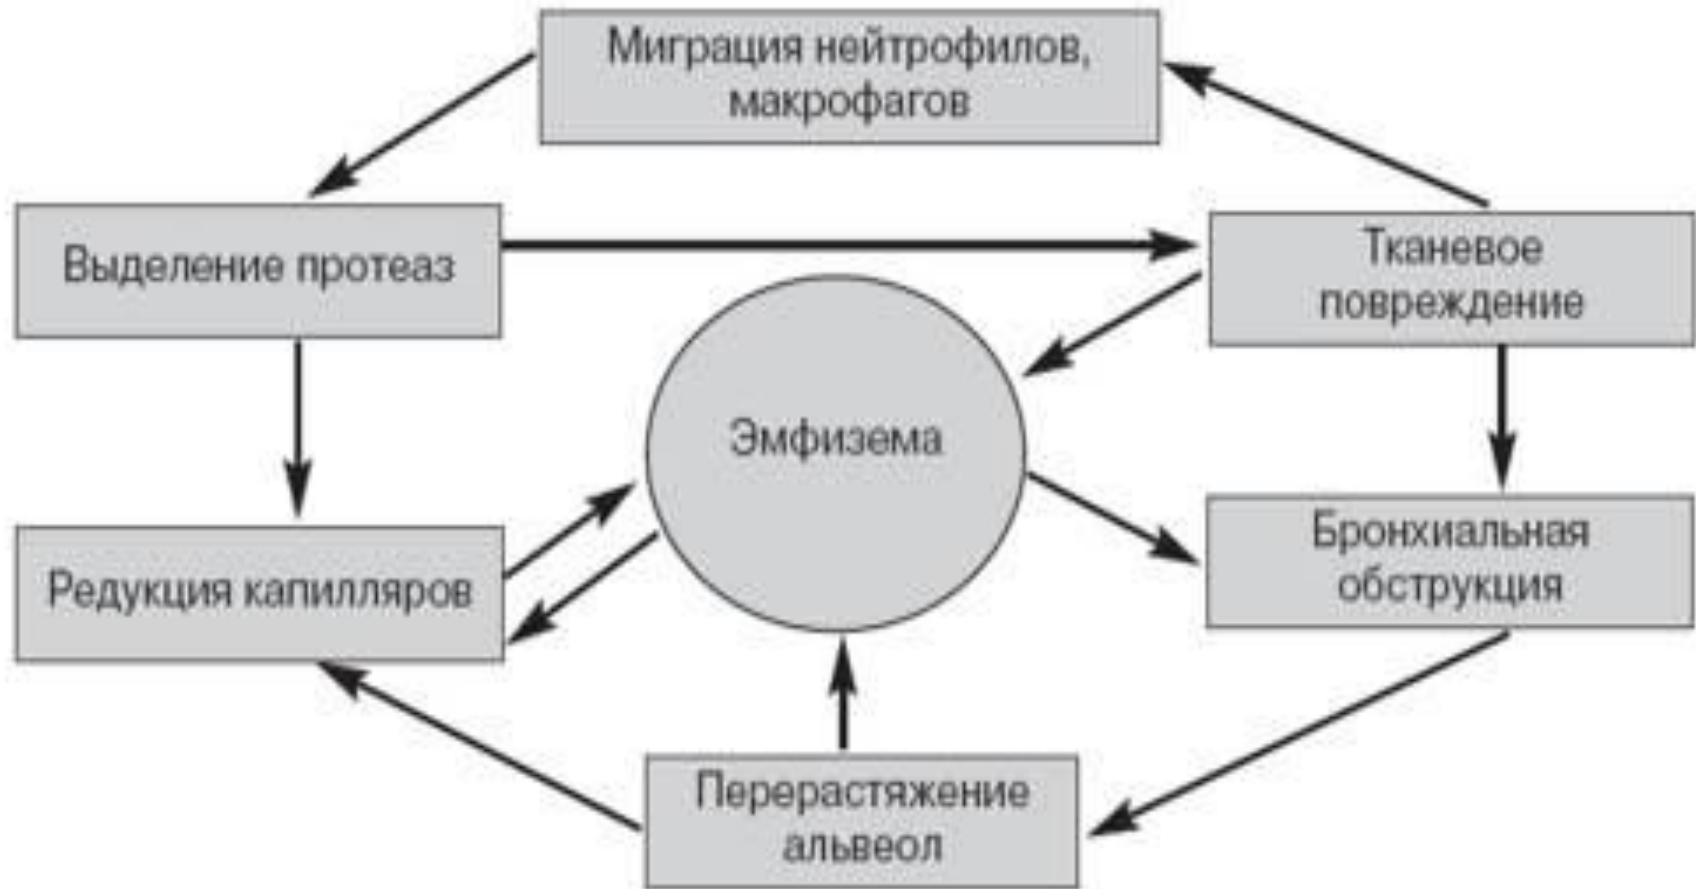 Миграция нейтрофилов,
макрофагов
Выделение протеаз
Тканевое
повреждение
Эмфизема
Редукция капилляров
Бронхиальная
обструкция
Перерастяжение
альвеол